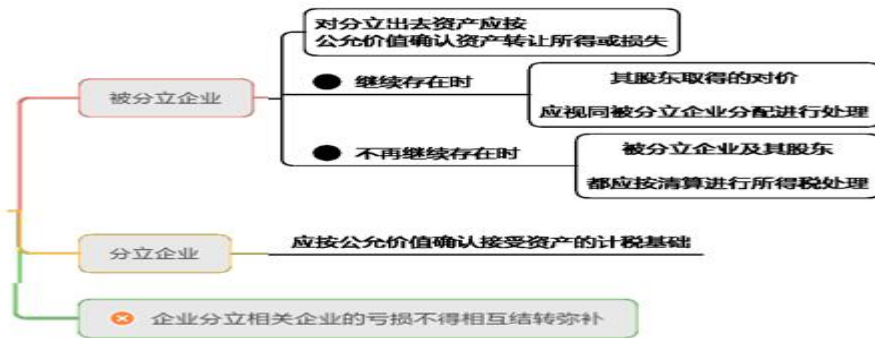 对分立出去资产应按
公允价值确认资产转让所得或损失
被分立企业
继续存在时
其股东取得的对价
应视同被分立企业分配进行处理
不再继续存在时
被分立企业及其股东
都应按清算进行所得税处理
分立企业
应按公允价值确认接受资产的计税基础
企业分立相关企业的亏损不得相互结转弥补